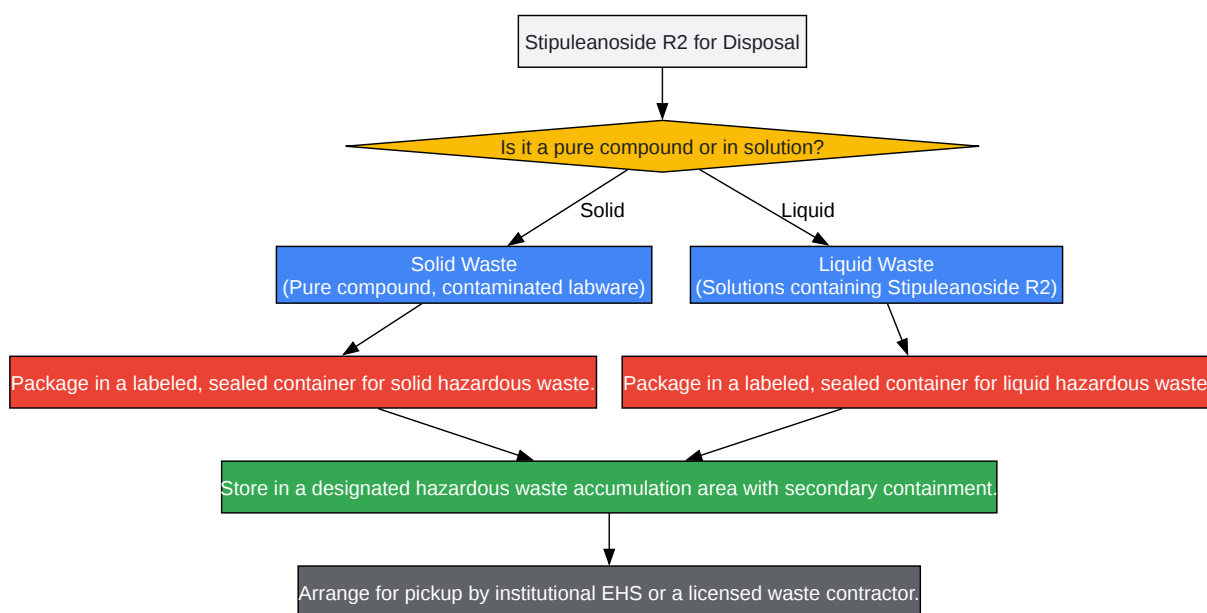 Stipuleanoside R2 for Disposal
Is it a pure compound or in solution?
Solid
Liquid
Solid Waste
(Pure compound, contaminated labware)
Liquid Waste
(Solutions containing Stipuleanoside R2)
Package in a labeled, sealed container for solid hazardous waste.
Package in a labeled, sealed container for liquid hazardous waste
Store in a designated hazardous waste accumulation area with secondary containment.
Arrange for pickup by institutional EHS or a licensed waste contractor.